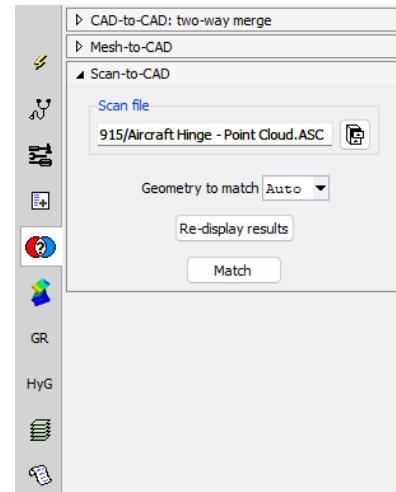 CAD-to-CAD: two-way merge
Mesh-to-CAD
Scan-to-CAD
Scan file
915/Aircraft Hinge - Point Cloud.ASC
Geometry to match Auto
Re-display results
Match
?
GR
HyG